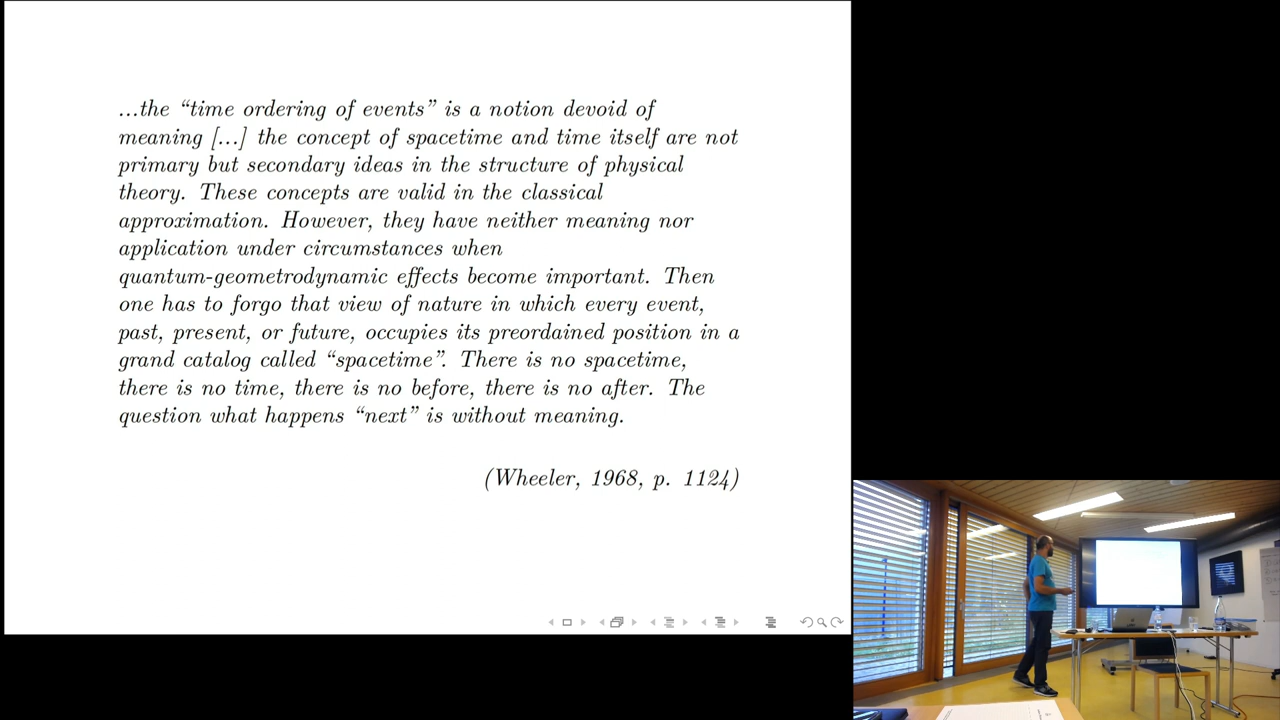 ...the “time ordering of events” is a notion devoid of
meaning [...] the concept of spacetime and time itself are not
primary but secondary ideas in the structure of physical
theory. These concepts are valid in the classical
approximation. However, they have neither meaning nor
application under circumstances when
quantum-geometrodynamic effects become important. Then
one has to forgo that view of nature in which every event,
past, present, or future, occupies its preordained position in a
grand catalog called “spacetime”. There is no spacetime,
there is no time, there is no before, there is no after. The
question what happens “next” is without meaning.
(Wheeler, 1968, p. 1124)